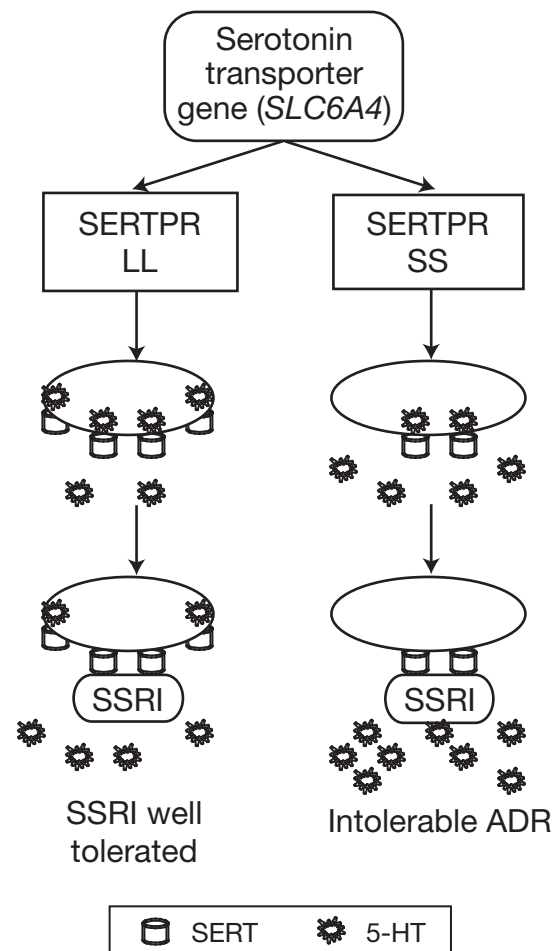 Serotonin
transporter
gene (SLC6A4)
SERTPR
LL
SERTPR
SS
SSRI
SSRI
SSRI well
tolerated
Intolerable ADR
SERT
5-HT